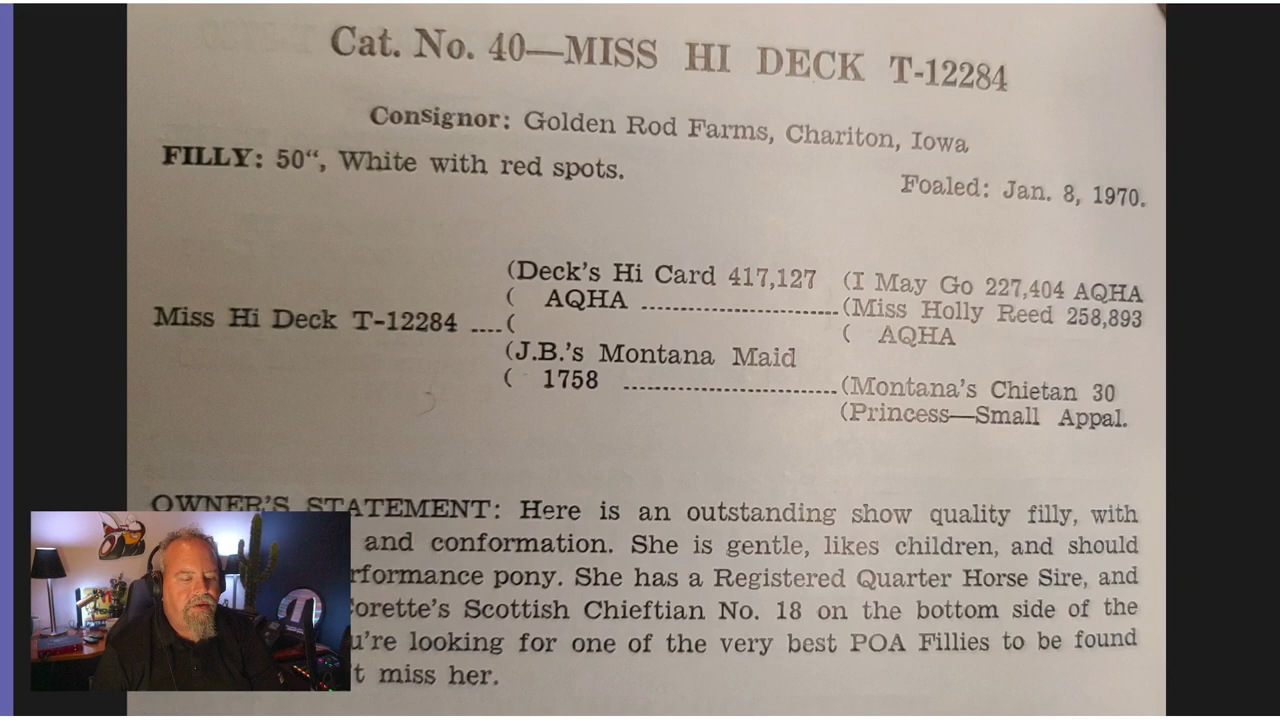 Cat. No. 40—MISS HI DECK T-12284
Consignor: Golden Rod Farms, Chariton, Iowa
FILLY: 50“, White with red spots.
Foaled: Jan. 8, 1970.
(Deck's Hi Card 417,127 (I May Go 227,404 AQHA
( AQHA ..............................(Miss Holly Reed 258,893
Miss Hi Deck T-12284 ....( ( AQHA
(J.B.'s Montana Maid
( 1758 ..............................(Montana's Chietan 30
(Princess—Small Appal.
OWNER'S STATEMENT: Here is an outstanding show quality filly, with
and conformation. She is gentle, likes children, and should
rformance pony. She has a Registered Quarter Horse Sire, and
orette's Scottish Chieftian No. 18 on the bottom side of the
u're looking for one of the very best POA Fillies to be found
't miss her.